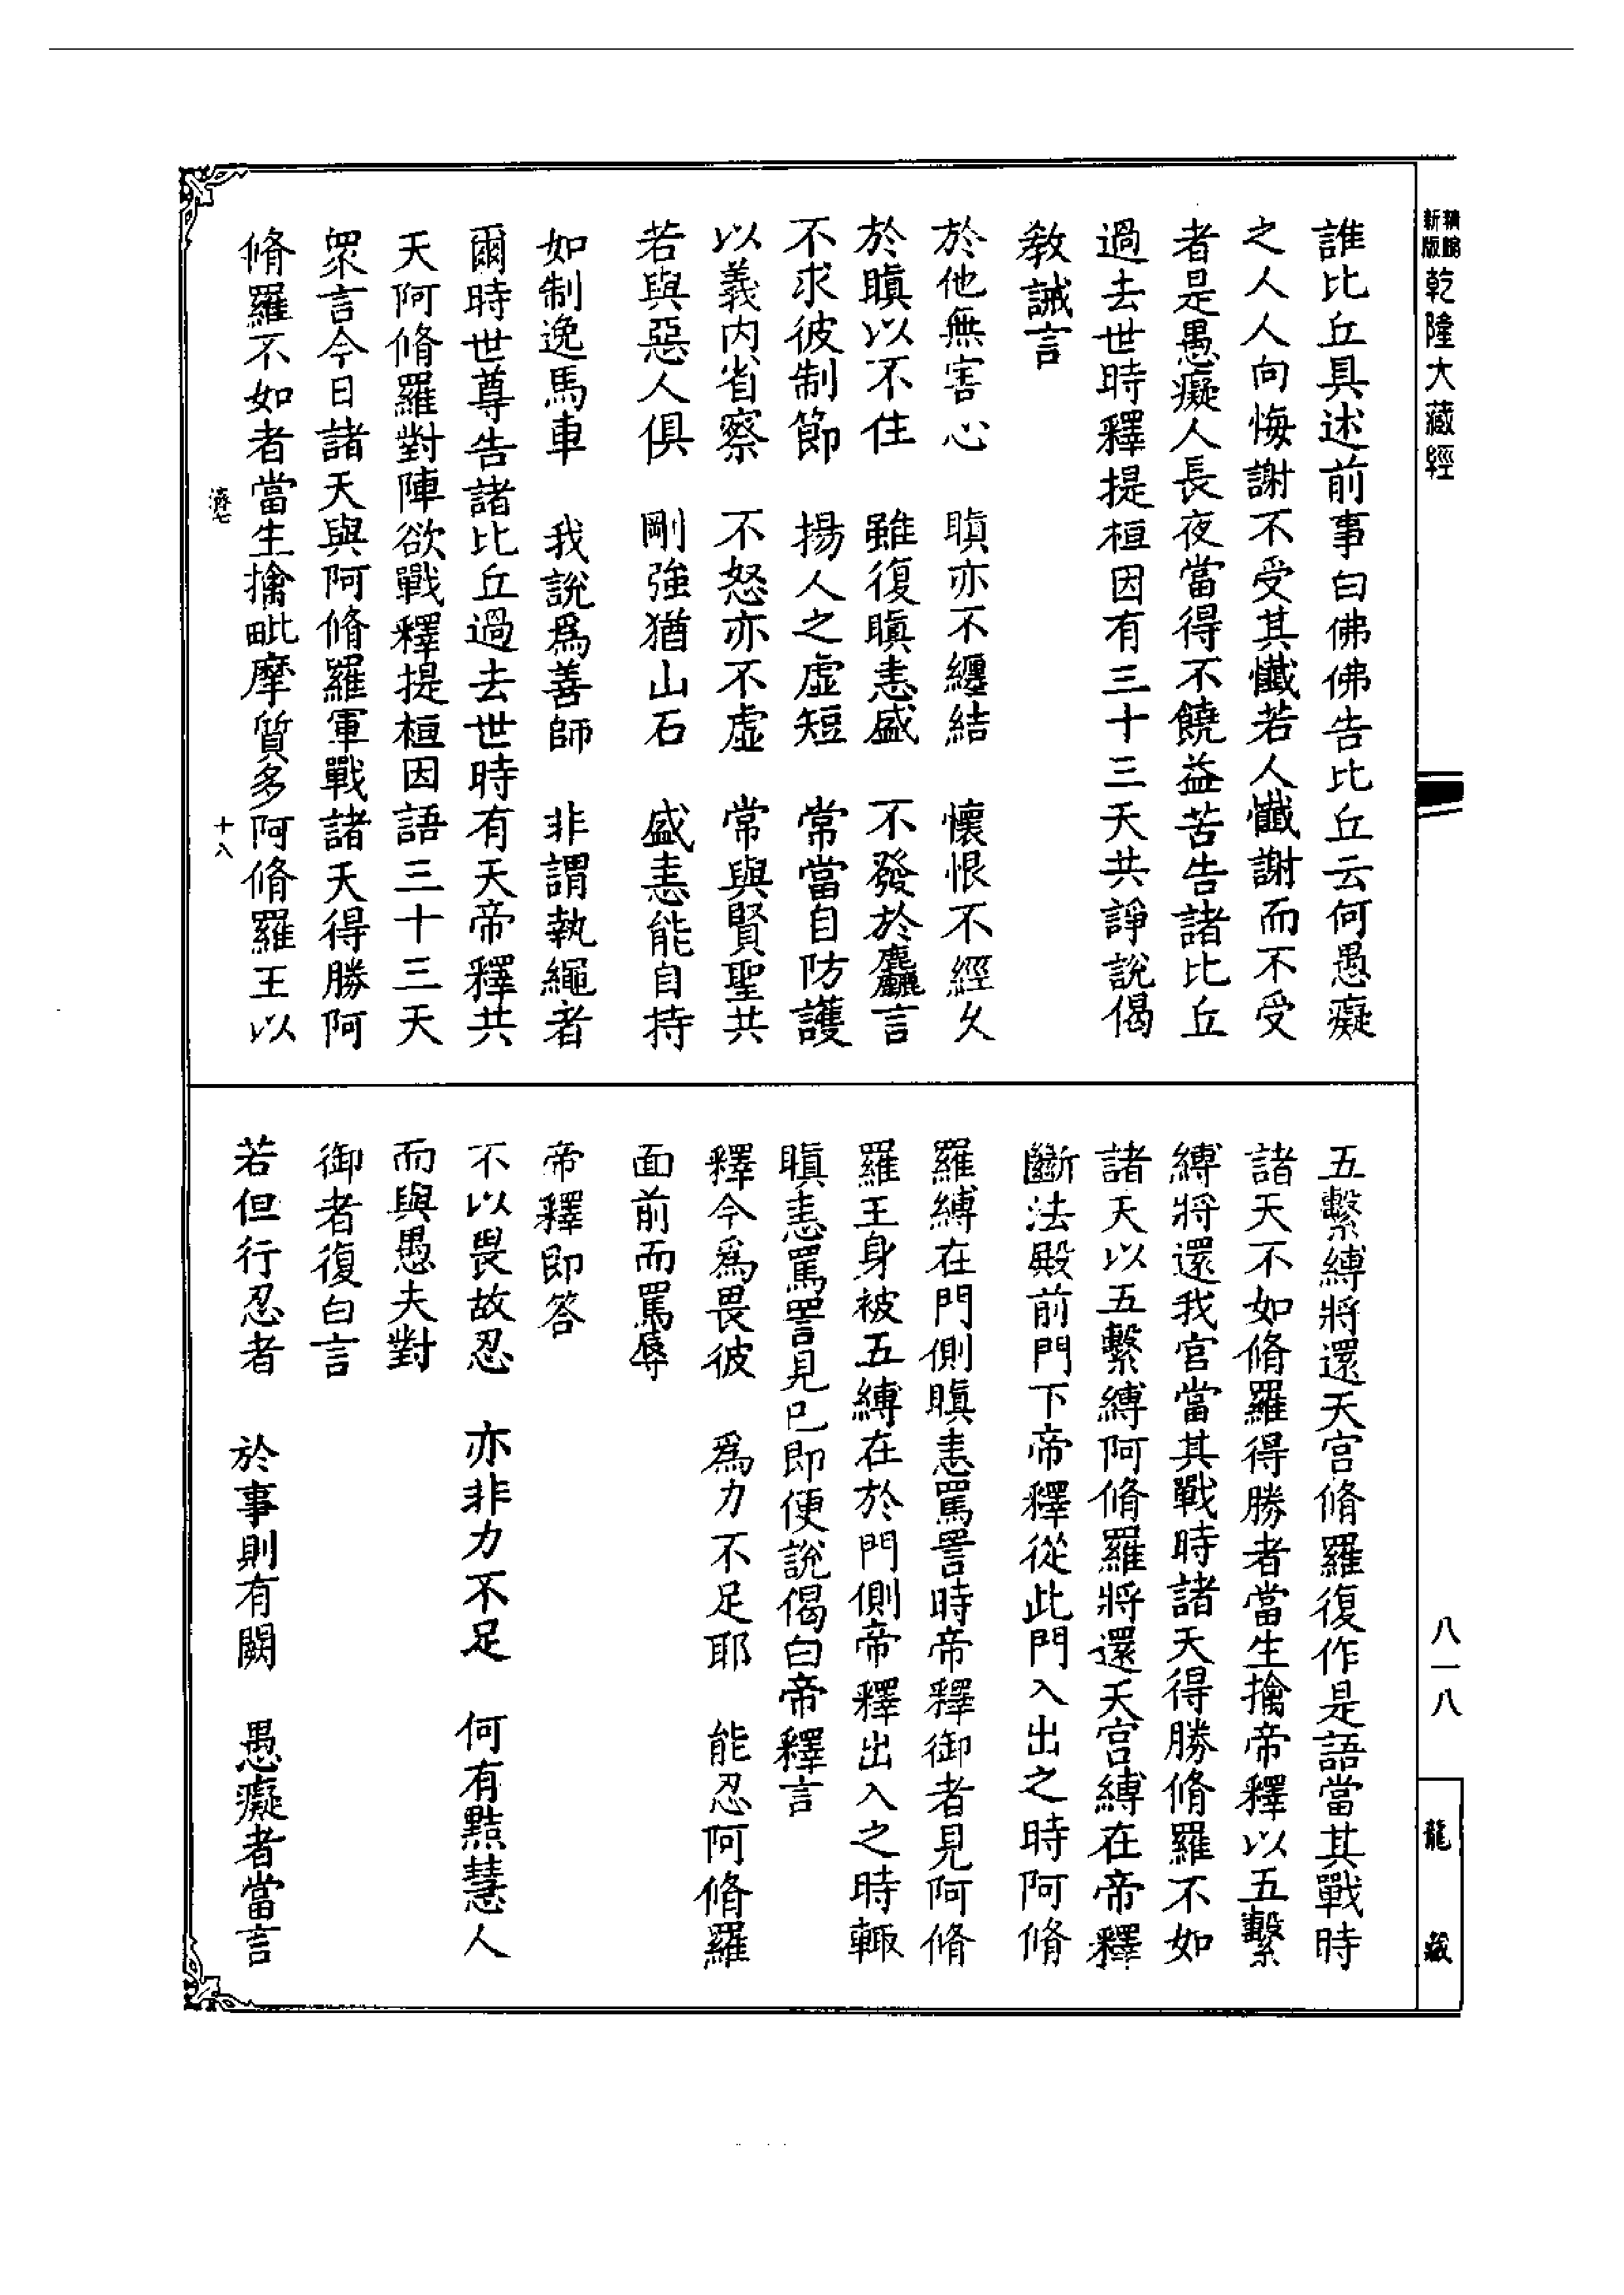 新版
精縮
乾隆大藏經
八一八
龍藏
誰比丘具述前事白佛佛告比丘云何愚癡
之人人向悔謝不受其懺若人懺謝而不受
者是愚癡人長夜當得不饒益苦告諸比丘
過去世時釋提桓因有三十三天共諍說偈
教誡言
於他無害心　瞋亦不纏結　懷恨不經久
於瞋以不住　雖復瞋恚盛　不發於麤言
不求彼制節　揚人之虛短　常當自防護
以義內省察　不怒亦不虛　常與賢聖共
若與惡人俱　剛強猶山石　盛恚能自持
如制逸馬車　我說為善師　非謂執繩者
爾時世尊告諸比丘過去世時有天帝釋共
天阿脩羅對陣欲戰釋提桓因語三十三天
眾言今日諸天與阿脩羅軍戰諸天得勝阿
脩羅不如者當生擒毗摩質多阿脩羅王以
濟七
十八
五繫縛將還天宮脩羅復作是語當其戰時
諸天不如脩羅得勝者當生擒帝釋以五繫
縛將還我宮當其戰時諸天得勝脩羅不如
諸天以五繫縛阿脩羅將還天宮縛在帝釋
斷法殿前門下帝釋從此門入出之時阿脩
羅縛在門側瞋恚罵詈時帝釋御者見阿脩
羅王身被五縛在於門側帝釋出入之時輙
瞋恚罵詈見已即便說偈白帝釋言
釋今為畏彼　為力不足耶　能忍阿脩羅
面前而罵辱
帝釋即答
不以畏故忍　亦非力不足　何有黠慧人
而與愚夫對
御者復白言
若但行忍者　於事則有闕　愚癡者當言